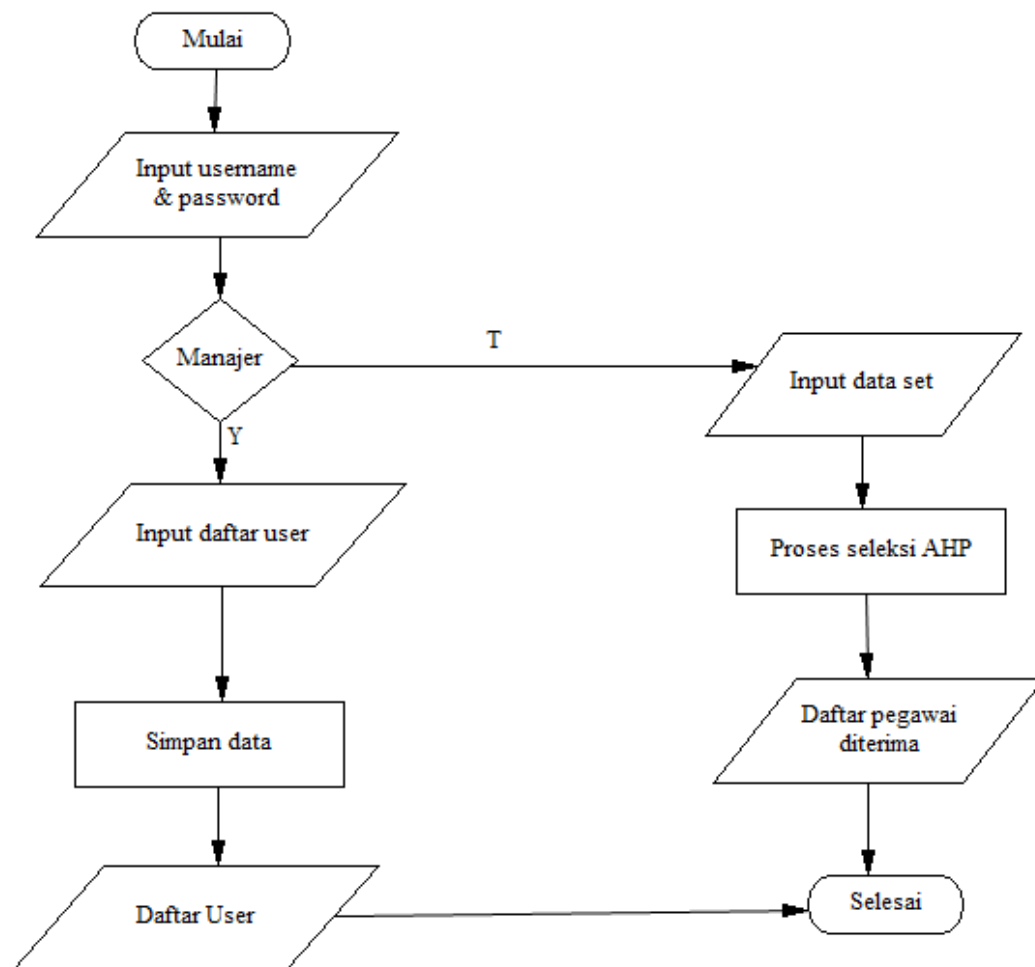 Mulai
Input username
& password
Manajer
T
Y
Input data set
Input daftar user
Proses seleksi AHP
Simpan data
Daftar pegawai
diterima
Daftar User
Selesai